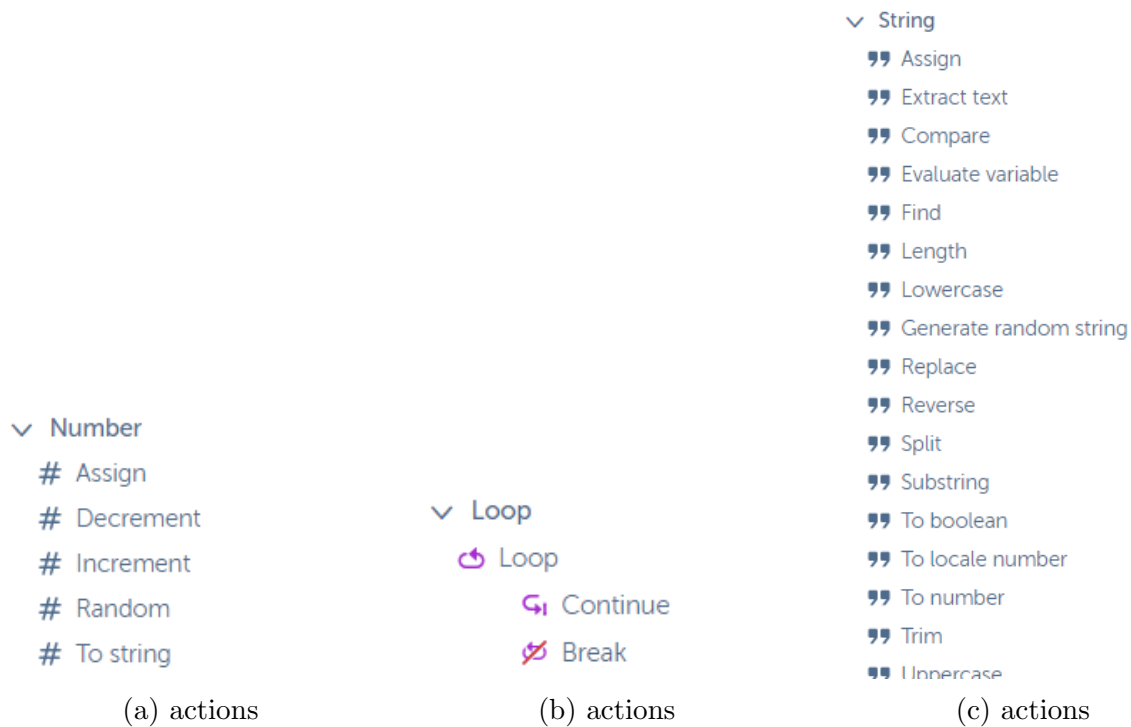 Number
# Assign
# Decrement
# Increment
# Random
# To string
(a) actions
Loop
Loop
Continue
Break
(b) actions
String
Assign
Extract text
Compare
Evaluate variable
Find
Length
Lowercase
Generate random string
Replace
Reverse
Split
Substring
To boolean
To locale number
To number
Trim
Uppercase
(c) actions